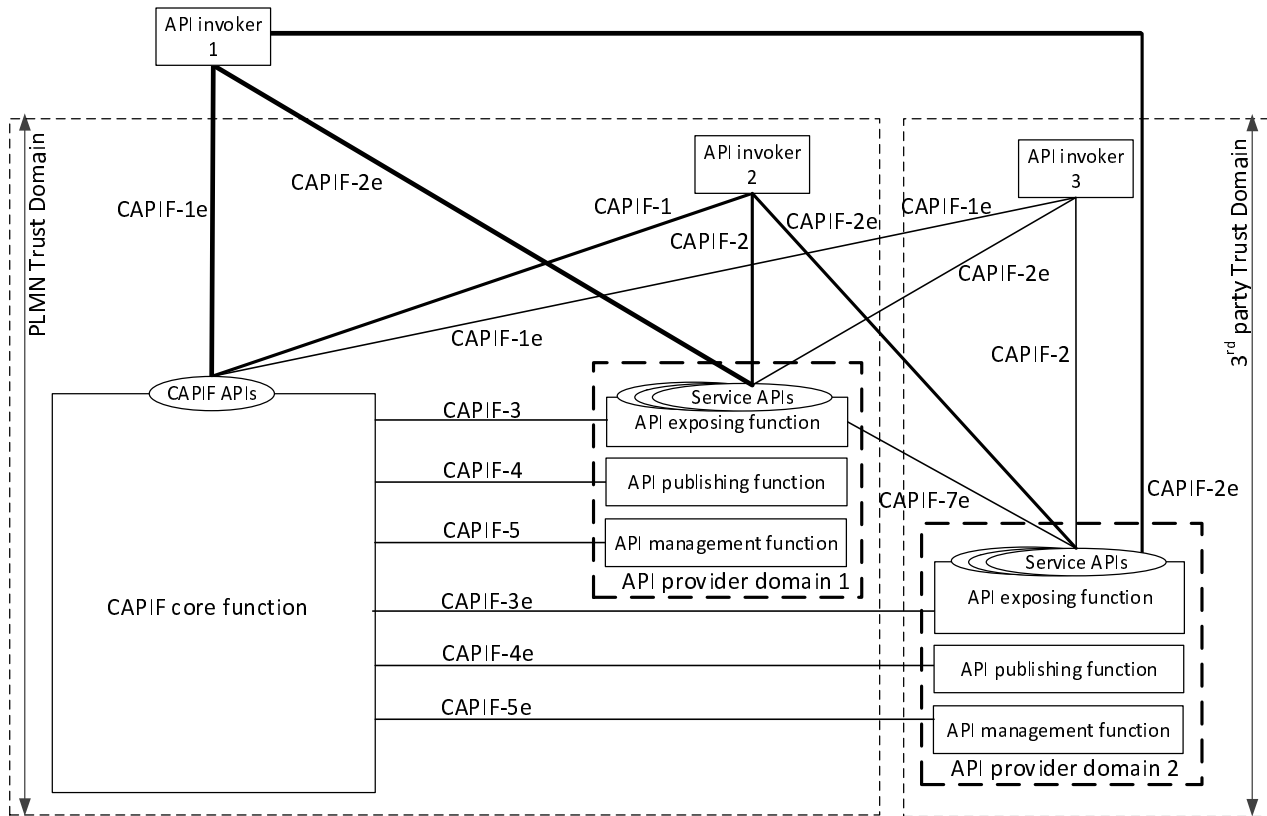 API invoker
1
PLMN Trust Domain
3rd party Trust Domain
API invoker
2
API invoker
3
CAPIF-1e
CAPIF-2e
CAPIF-1
CAPIF-2
CAPIF-2e
CAPIF-1e
CAPIF-2e
CAPIF-1e
CAPIF-2
CAPIF APIs
Service APIs
API exposing function
CAPIF-3
CAPIF-4
API publishing function
CAPIF-5
API management function
API provider domain 1
CAPIF-7e
CAPIF-2e
Service APIs
API exposing function
CAPIF core function
CAPIF-3e
CAPIF-4e
API publishing function
CAPIF-5e
API management function
API provider domain 2